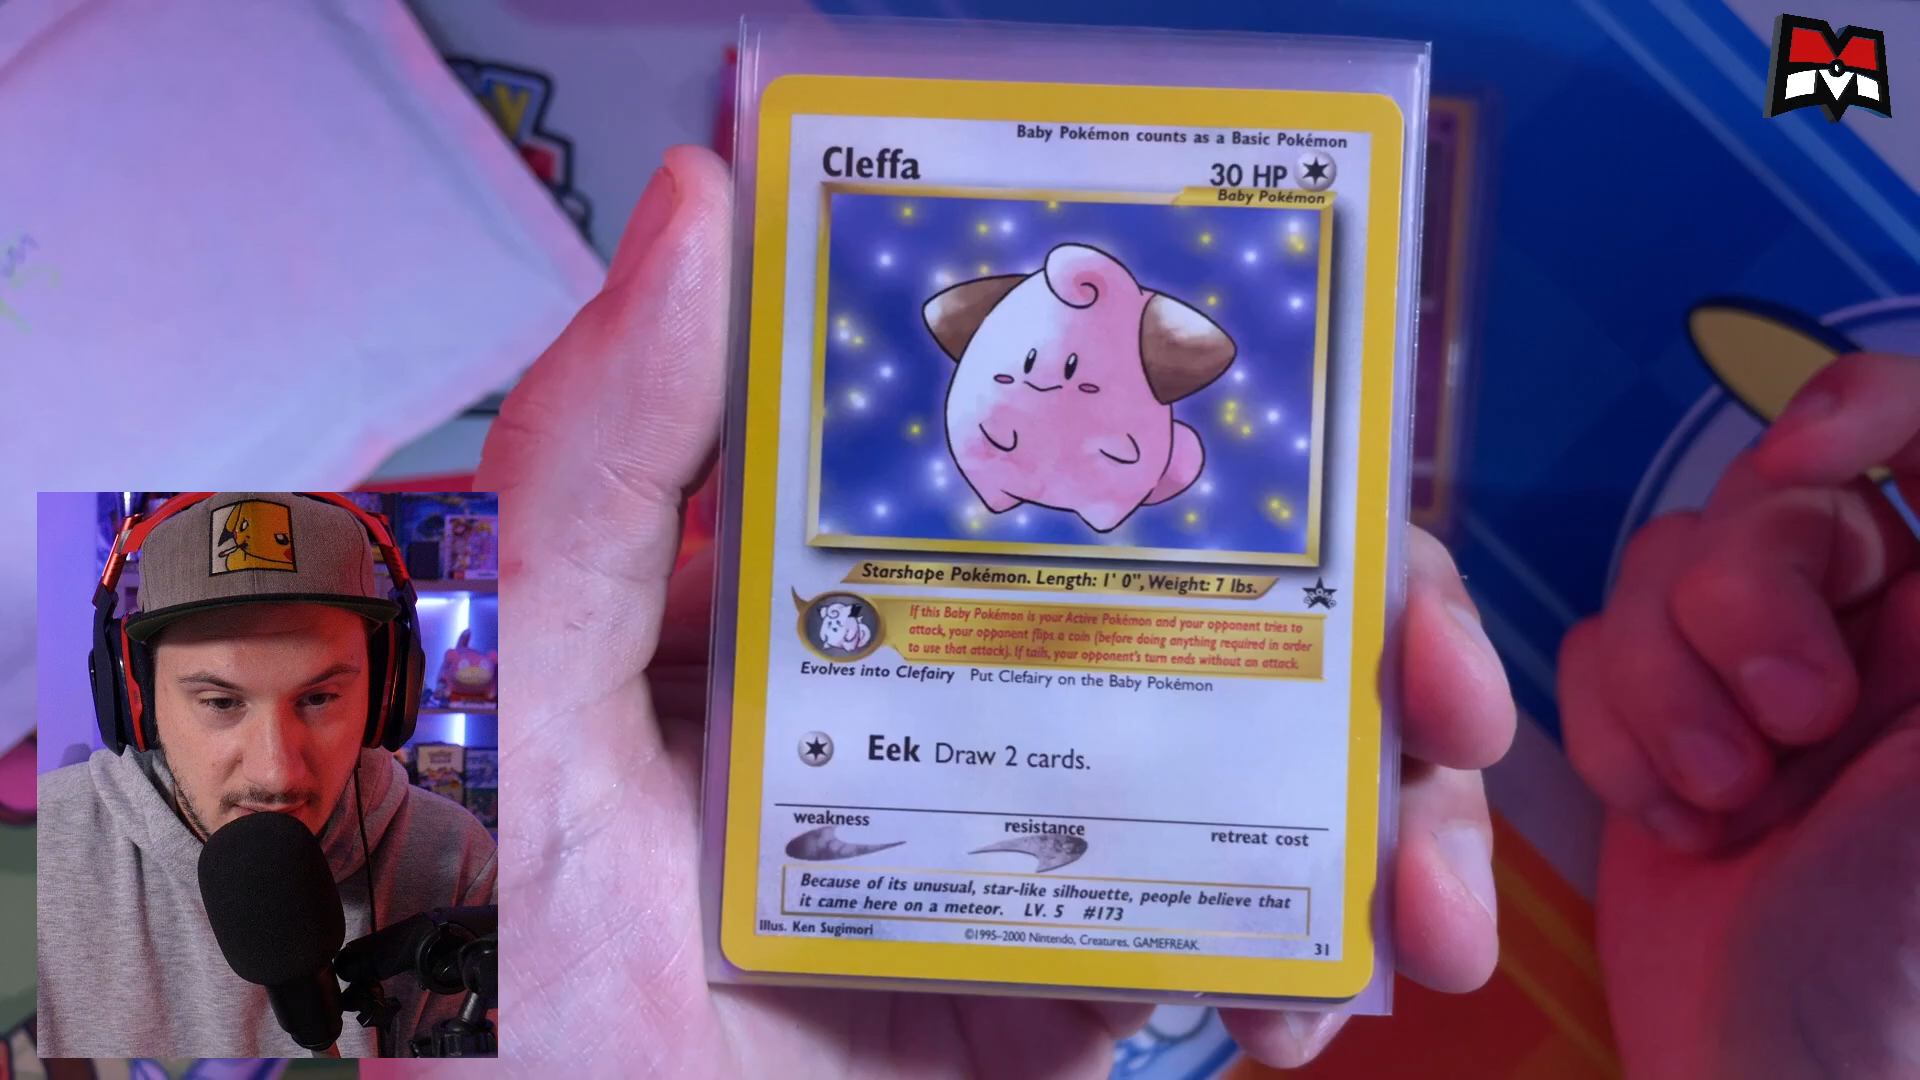 Baby Pokémon counts as a Basic Pokémon
Cleffa
30 HP
Baby Pokémon
Starshape Pokémon. Length: 1' 0", Weight: 7 lbs.
PROMO
If this Baby Pokémon is your Active Pokémon and your opponent tries to
attack, your opponent flips a coin (before doing anything required in order
to use that attack). If tails, your opponent's turn ends without an attack.
Evolves into Clefairy Put Clefairy on the Baby Pokémon
Eek Draw 2 cards.
weakness
resistance
retreat cost
Because of its unusual, star-like silhouette, people believe that
it came here on a meteor. LV. 5 #173
Illus. Ken Sugimori
©1995-2000 Nintendo, Creatures, GAMEFREAK.
31